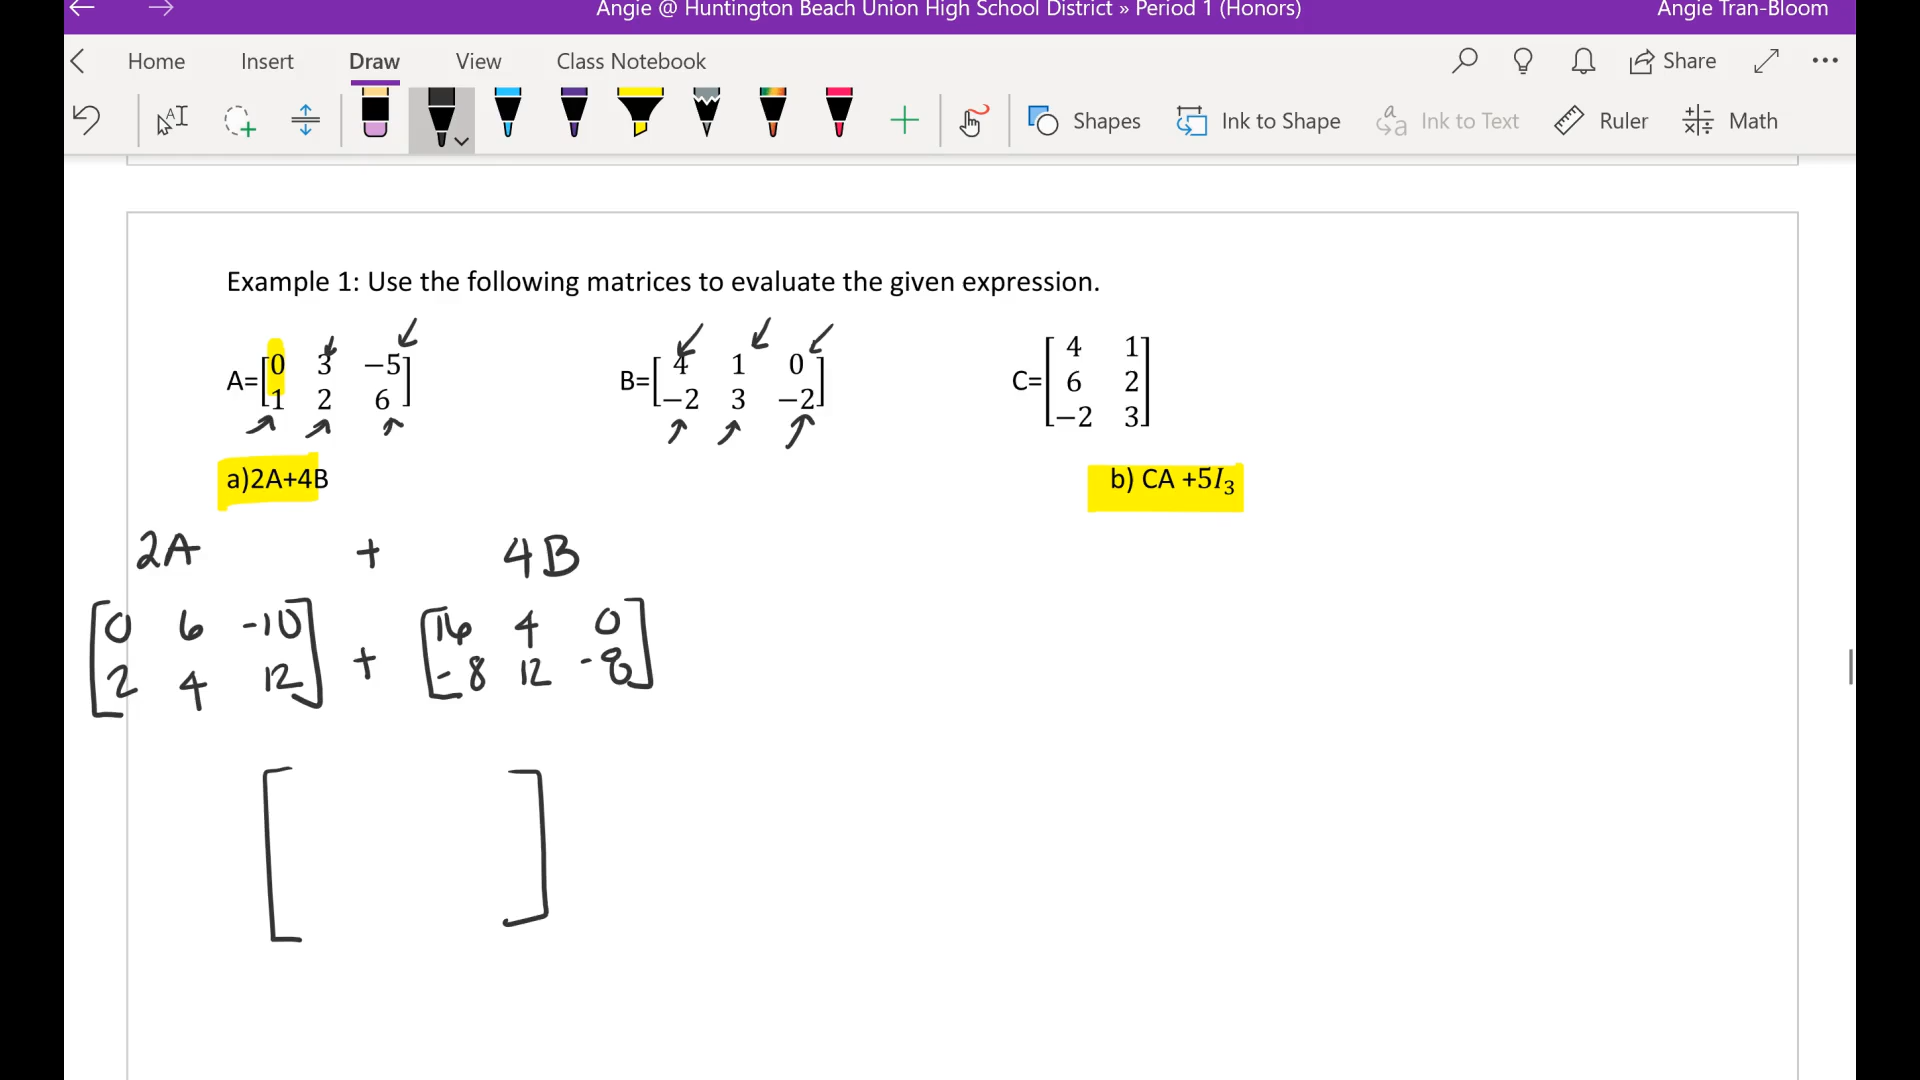 Angie @ Huntington Beach Union High School District » Period 1 (Honors) Angie Tran-Bloom
Home Insert Draw View Class Notebook Share
Shapes Ink to Shape Ink to Text Ruler Math
Example 1: Use the following matrices to evaluate the given expression.
A=[0 3 −5
1 2 6]
B=[4 1 0
−2 3 −2]
C=[4 1
6 2
−2 3]
a)2A+4B
b) CA +5I₃
2A + 4B
[0 6 -10
2 4 12]
+
[16 4 0
-8 12 -8]
[ ]